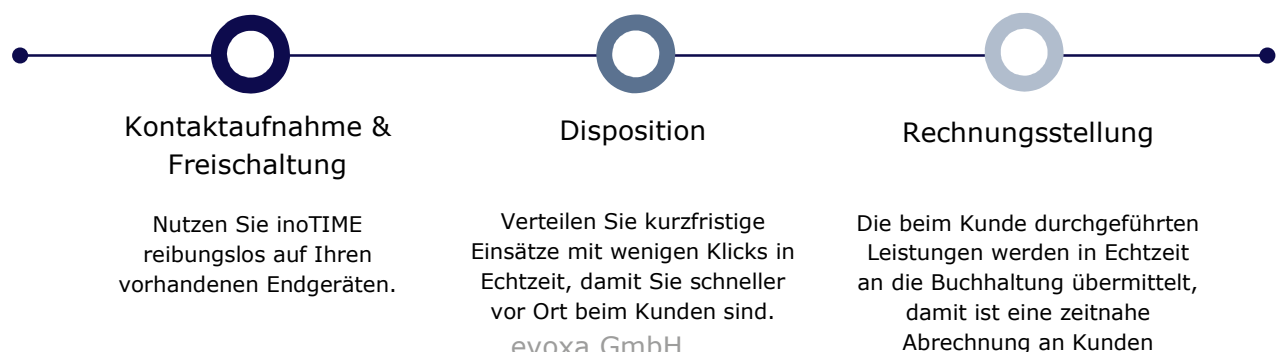 Kontaktaufnahme &
Freischaltung
Nutzen Sie inoTIME
reibungslos auf Ihren
vorhandenen Endgeräten.
Disposition
Verteilen Sie kurzfristige
Einsätze mit wenigen Klicks in
Echtzeit, damit Sie schneller
vor Ort beim Kunden sind.
evoxa GmbH
Rechnungsstellung
Die beim Kunde durchgeführten
Leistungen werden in Echtzeit
an die Buchhaltung übermittelt,
damit ist eine zeitnahe
Abrechnung an Kunden